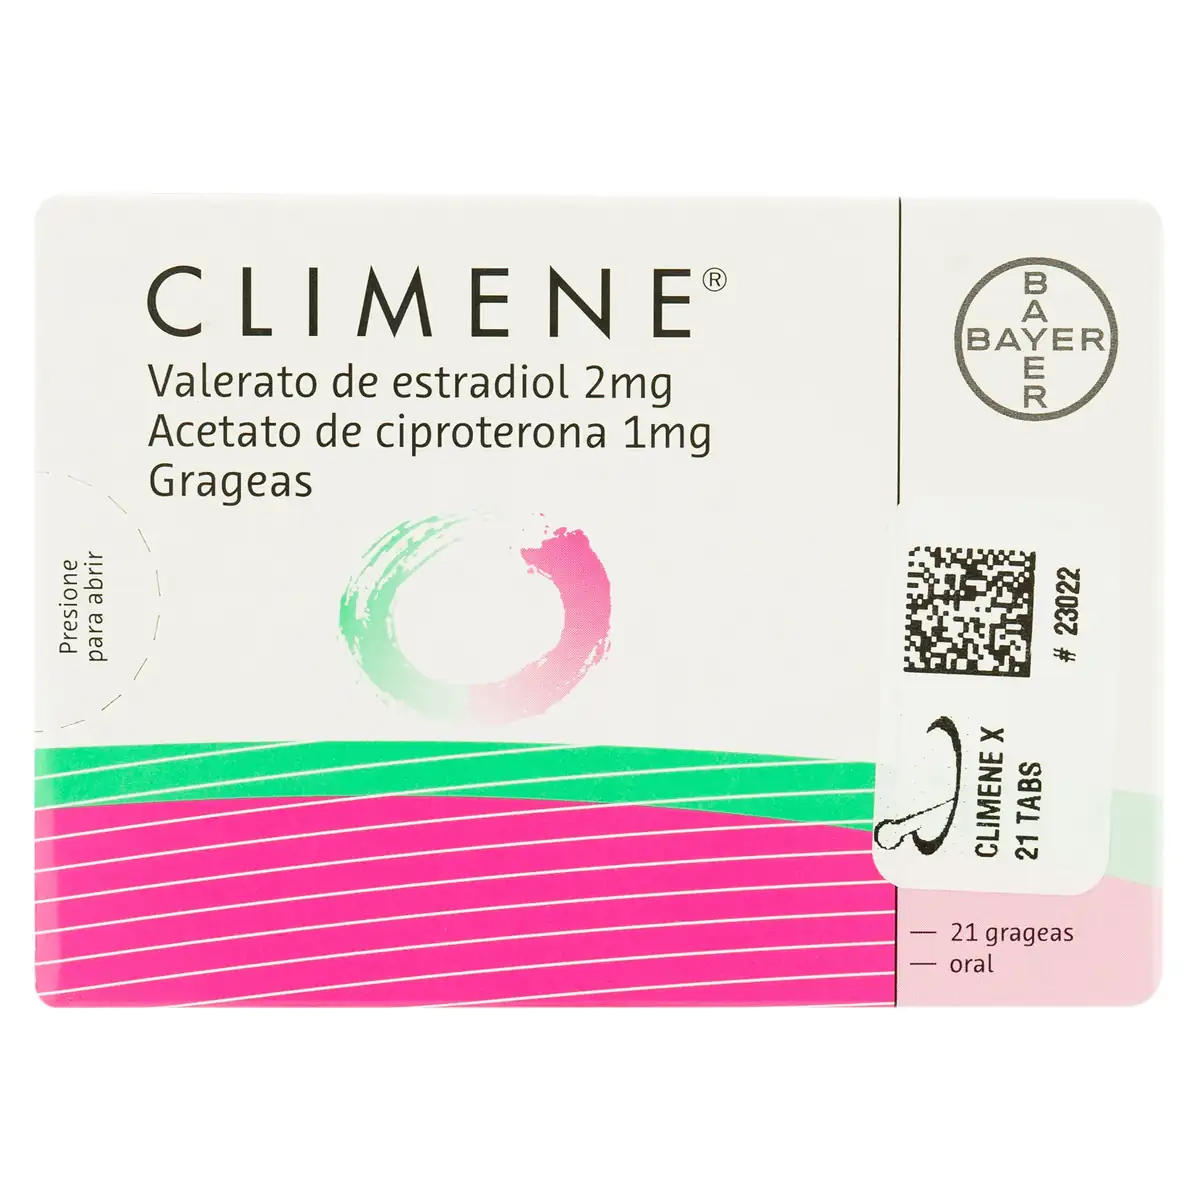 CLIMENE®
Valerato de estradiol 2mg
Acetato de ciproterona 1mg
Grageas
BAYER
BAYER
Presione
para abrir
# 23022
CLIMENE X
21 TABS
— 21 grageas
— oral